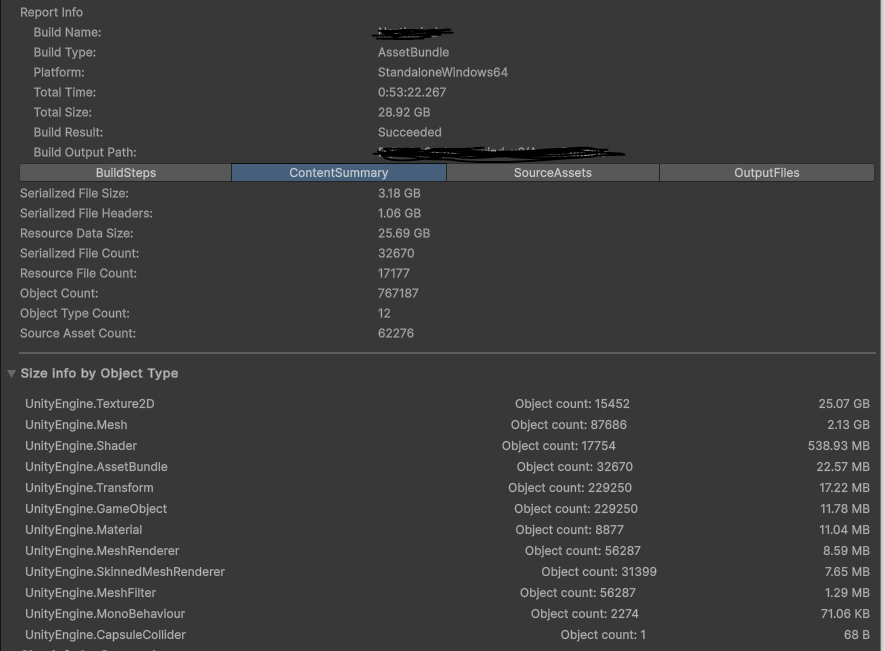 Report Info
Build Name:
Build Type: AssetBundle
Platform: StandaloneWindows64
Total Time: 0:53:22.267
Total Size: 28.92 GB
Build Result: Succeeded
Build Output Path:
BuildSteps ContentSummary SourceAssets OutputFiles
Serialized File Size: 3.18 GB
Serialized File Headers: 1.06 GB
Resource Data Size: 25.69 GB
Serialized File Count: 32670
Resource File Count: 17177
Object Count: 767187
Object Type Count: 12
Source Asset Count: 62276
Size info by Object Type
UnityEngine.Texture2D Object count: 15452 25.07 GB
UnityEngine.Mesh Object count: 87686 2.13 GB
UnityEngine.Shader Object count: 17754 538.93 MB
UnityEngine.AssetBundle Object count: 32670 22.57 MB
UnityEngine.Transform Object count: 229250 17.22 MB
UnityEngine.GameObject Object count: 229250 11.78 MB
UnityEngine.Material Object count: 8877 11.04 MB
UnityEngine.MeshRenderer Object count: 56287 8.59 MB
UnityEngine.SkinnedMeshRenderer Object count: 31399 7.65 MB
UnityEngine.MeshFilter Object count: 56287 1.29 MB
UnityEngine.MonoBehaviour Object count: 2274 71.06 KB
UnityEngine.CapsuleCollider Object count: 1 68 B